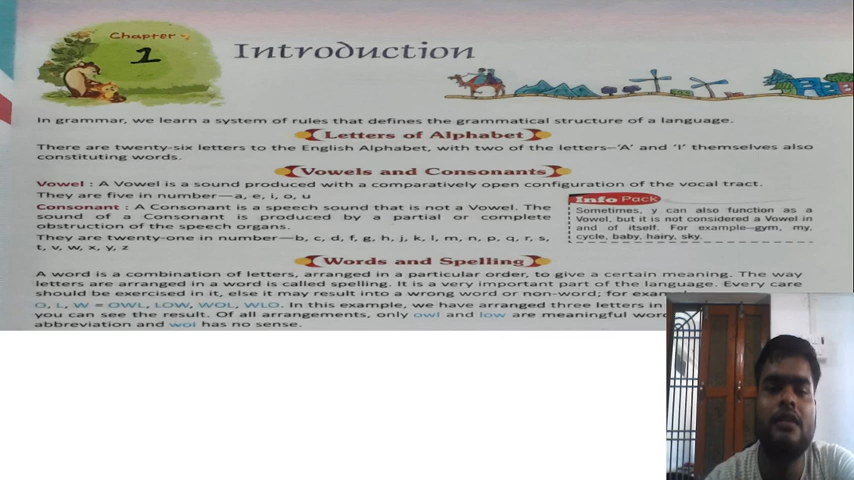 Chapter
1
Introduction
In grammar, we learn a system of rules that defines the grammatical structure of a language.
Letters of Alphabet
There are twenty-six letters to the English Alphabet, with two of the letters—'A' and 'I' themselves also
constituting words.
Vowels and Consonants
Vowel : A Vowel is a sound produced with a comparatively open configuration of the vocal tract.
They are five in number—a, e, i, o, u
Consonant : A Consonant is a speech sound that is not a Vowel. The
sound of a Consonant is produced by a partial or complete
obstruction of the speech organs.
They are twenty-one in number—b, c, d, f, g, h, j, k, l, m, n, p, q, r, s,
t, v, w, x, y, z
Info Pack
Sometimes, y can also function as a
Vowel, but it is not considered a Vowel in
and of itself. For example—gym, my,
cycle, baby, hairy, sky.
Words and Spelling
A word is a combination of letters, arranged in a particular order, to give a certain meaning. The way
letters are arranged in a word is called spelling. It is a very important part of the language. Every care
should be exercised in it, else it may result into a wrong word or non-word; for
O, L, W = OWL, LOW, WOL, WLO. In this example, we have arranged three letters in
you can see the result. Of all arrangements, only owl and low are meaningful
abbreviation and wol has no sense.